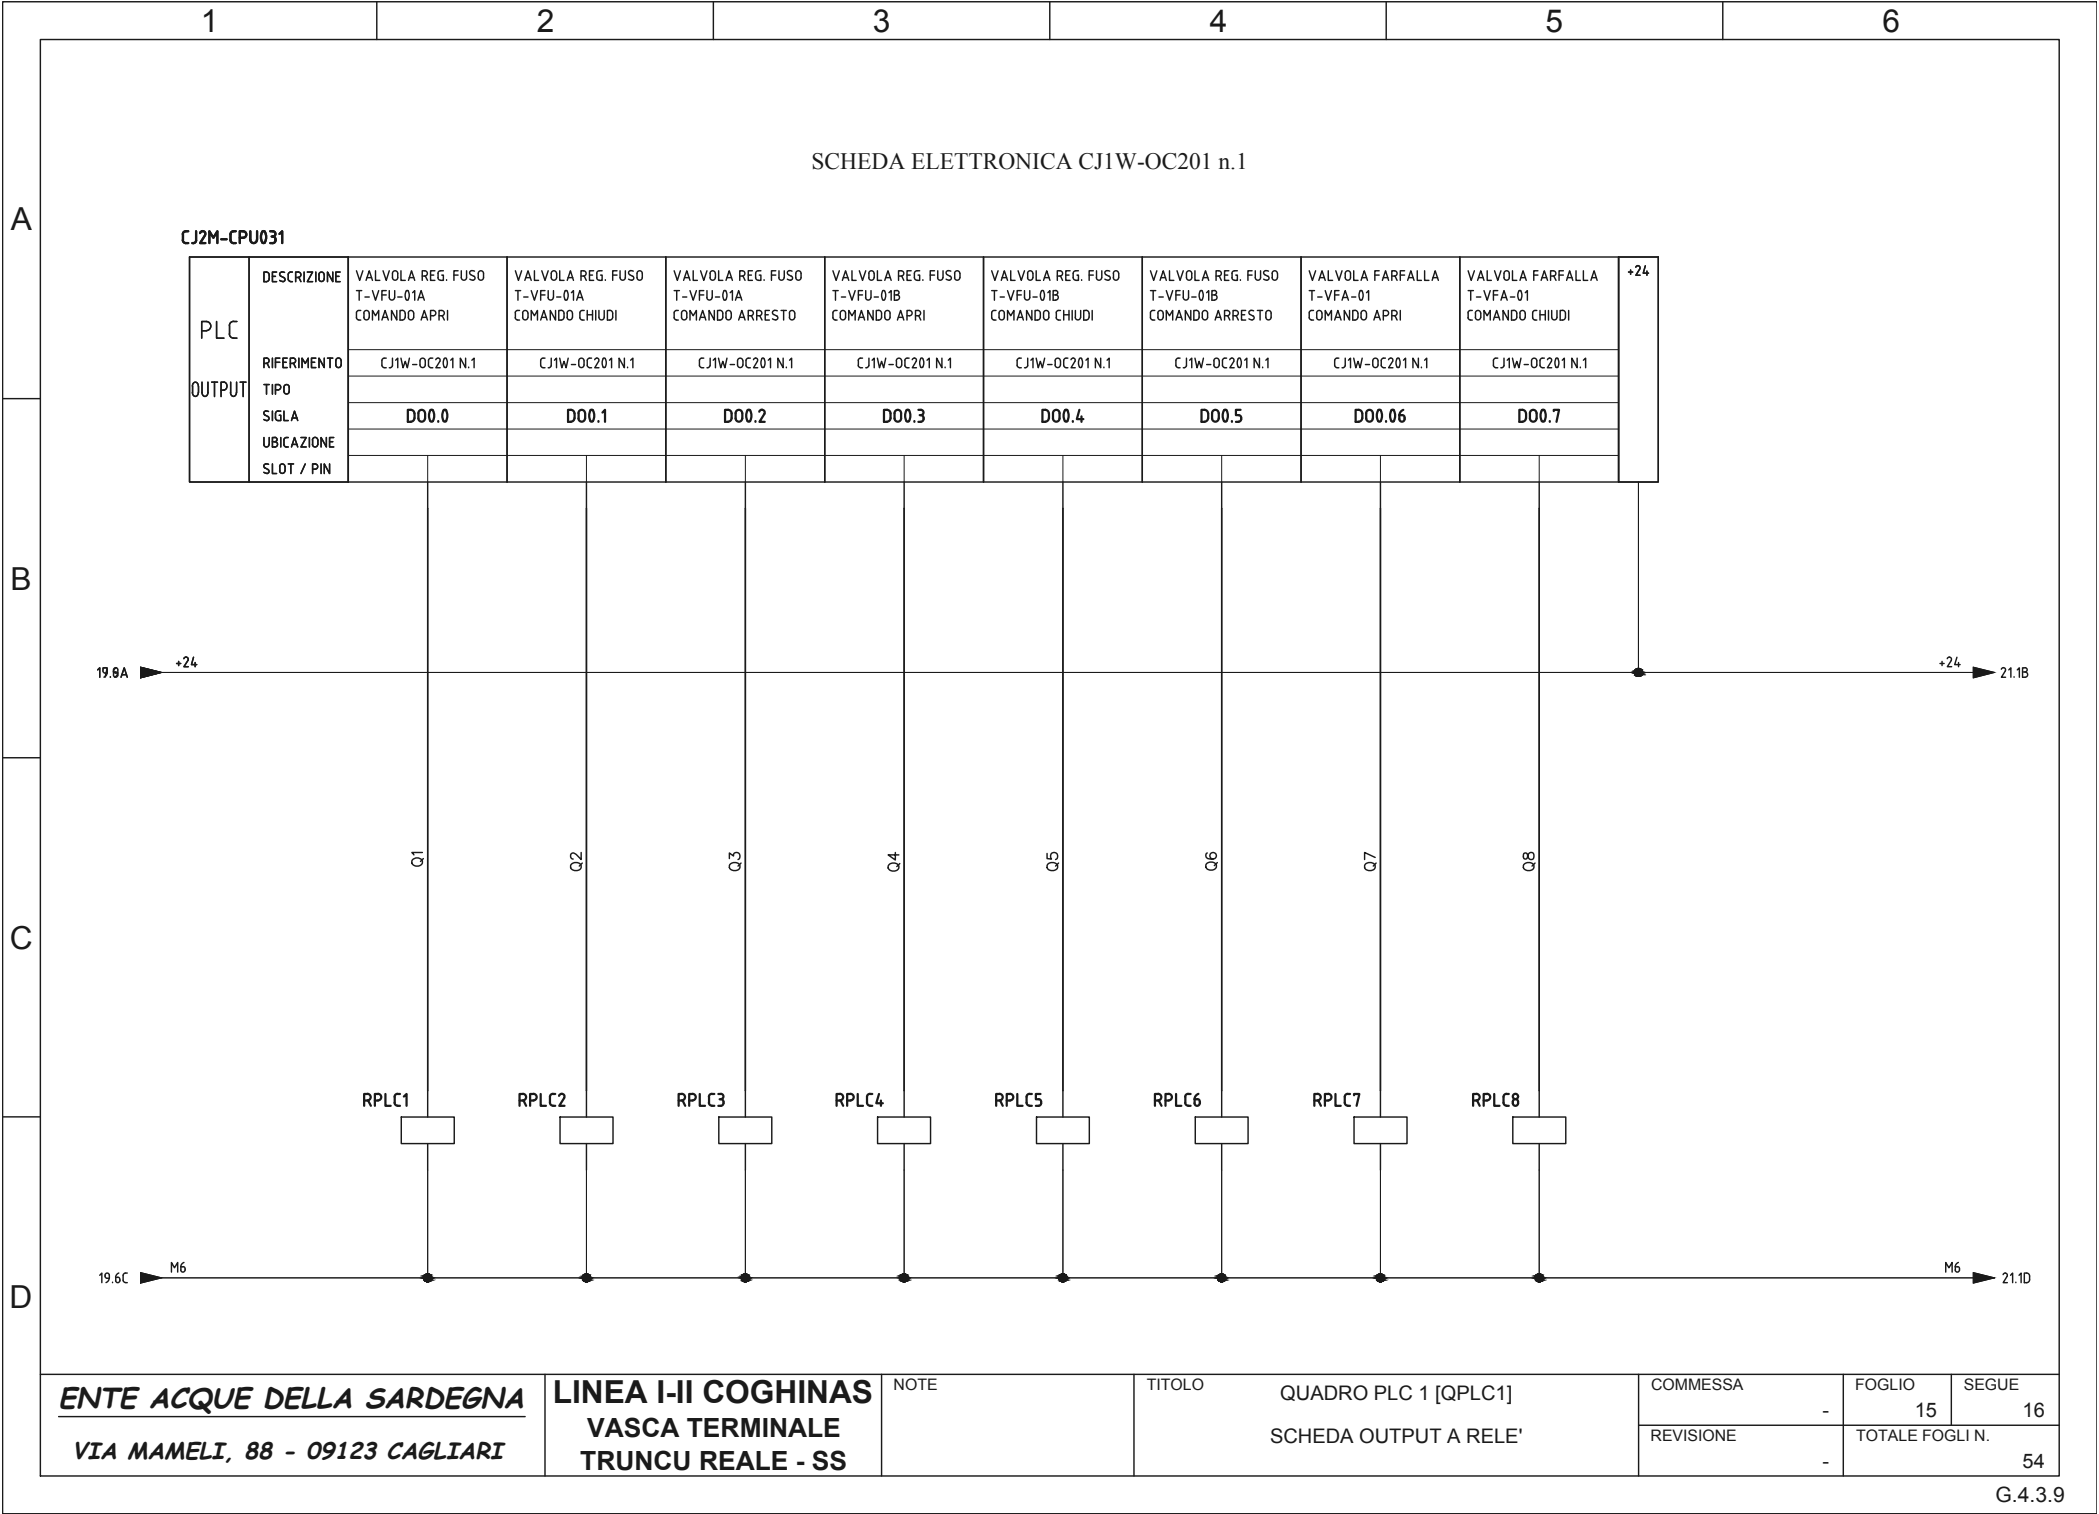 1 2 3 4 5 6
SCHEDA ELETTRONICA CJ1W-OC201 n.1
A
CJ2M-CPU031
PLC OUTPUT
DESCRIZIONE
VALVOLA REG. FUSO
T-VFU-01A
COMANDO APRI
VALVOLA REG. FUSO
T-VFU-01A
COMANDO CHIUDI
VALVOLA REG. FUSO
T-VFU-01A
COMANDO ARRESTO
VALVOLA REG. FUSO
T-VFU-01B
COMANDO APRI
VALVOLA REG. FUSO
T-VFU-01B
COMANDO CHIUDI
VALVOLA REG. FUSO
T-VFU-01B
COMANDO ARRESTO
VALVOLA FARFALLA
T-VFA-01
COMANDO APRI
VALVOLA FARFALLA
T-VFA-01
COMANDO CHIUDI
+24
RIFERIMENTO CJ1W-OC201 N.1 CJ1W-OC201 N.1 CJ1W-OC201 N.1 CJ1W-OC201 N.1 CJ1W-OC201 N.1 CJ1W-OC201 N.1 CJ1W-OC201 N.1 CJ1W-OC201 N.1
TIPO
SIGLA DO0.0 DO0.1 DO0.2 DO0.3 DO0.4 DO0.5 DO0.06 DO0.7
UBICAZIONE
SLOT / PIN
B
+24 +24
21.1B
Q1 Q2 Q3 Q4 Q5 Q6 Q7 Q8
C
RPLC1 RPLC2 RPLC3 RPLC4 RPLC5 RPLC6 RPLC7 RPLC8
19.6C M6 M6 21.1D
D
ENTE ACQUE DELLA SARDEGNA
VIA MAMELI, 88 - 09123 CAGLIARI
LINEA I-II COGHINAS
VASCA TERMINALE
TRUNCU REALE - SS
NOTE
TITOLO
QUADRO PLC 1 [QPLC1]
SCHEDA OUTPUT A RELE'
COMMESSA
-
REVISIONE
-
FOGLIO
15
SEGUE
16
TOTALE FOGLI N.
54
G.4.3.9